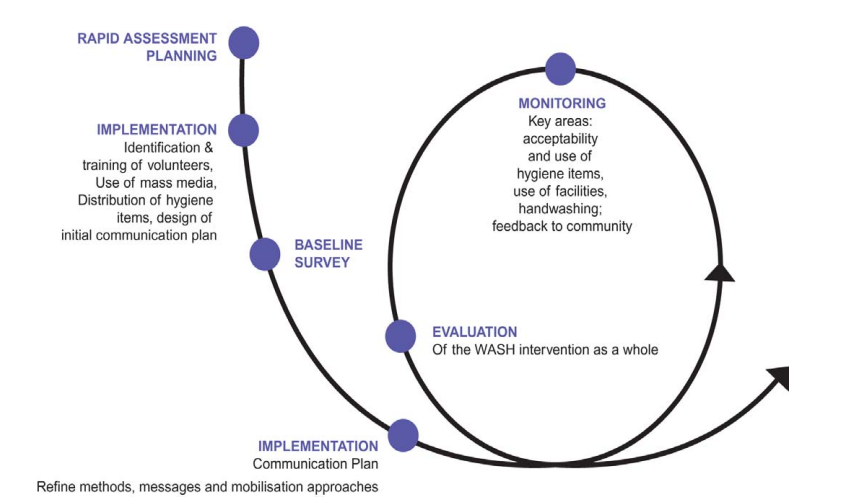 RAPID ASSESSMENT
PLANNING
IMPLEMENTATION
Identification &
training of volunteers,
Use of mass media,
Distribution of hygiene
items, design of
initial communication plan
BASELINE
SURVEY
IMPLEMENTATION
Communication Plan
Refine methods, messages and mobilisation approaches
MONITORING
Key areas:
acceptability
and use of
hygiene items,
use of facilities,
handwashing;
feedback to community
EVALUATION
Of the WASH intervention as a whole